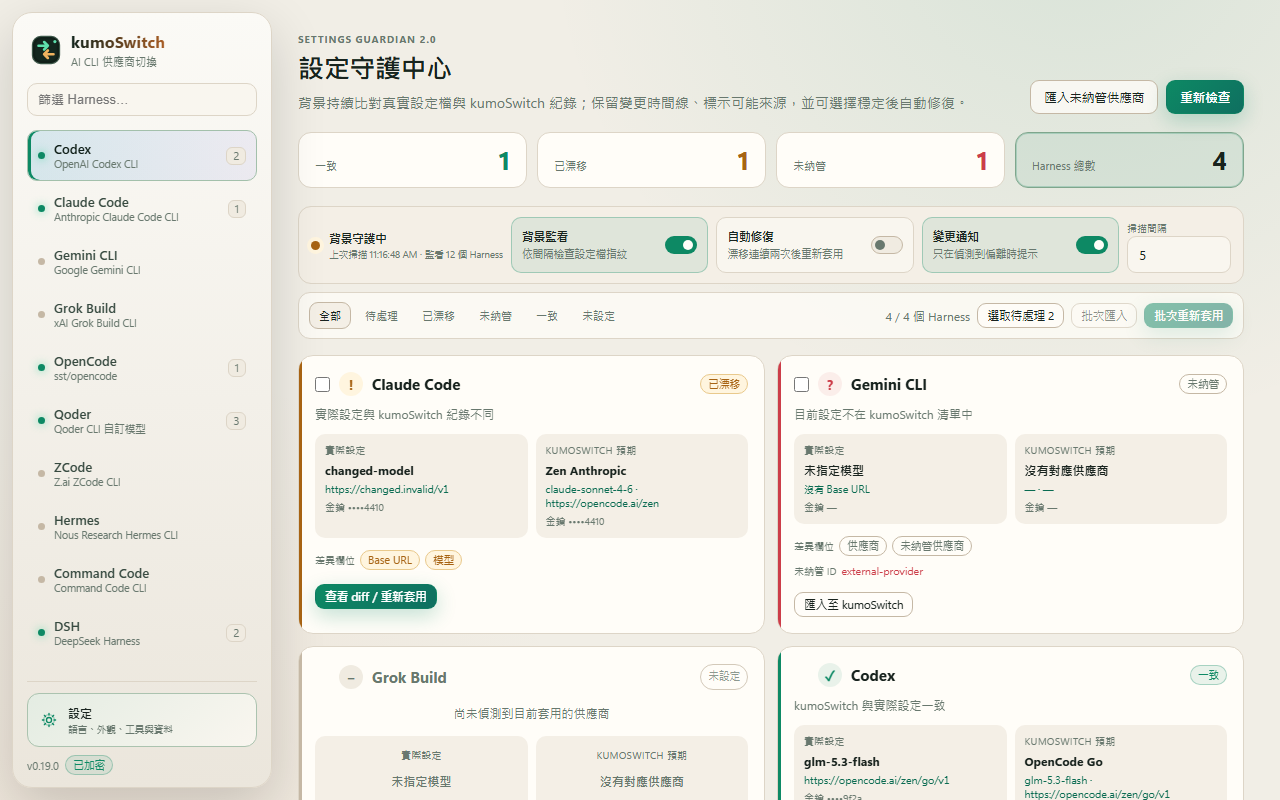 kumoSwitch
AI CLI 供應商切換
篩選 Harness...
Codex
OpenAI Codex CLI
2
Claude Code
Anthropic Claude Code CLI
1
Gemini CLI
Google Gemini CLI
Grok Build
xAI Grok Build CLI
OpenCode
sst/opencode
1
Qoder
Qoder CLI 自訂模型
3
ZCode
Z.ai ZCode CLI
Hermes
Nous Research Hermes CLI
Command Code
Command Code CLI
DSH
DeepSeek Harness
2
設定
語言、外觀、工具與資料
v0.19.0 已加密
SETTINGS GUARDIAN 2.0
設定守護中心
背景持續比對真實設定檔與 kumoSwitch 紀錄；保留變更時間線、標示可能來源，並可選擇穩定後自動修復。
匯入未納管供應商
重新檢查
一致 1
已漂移 1
未納管 1
Harness 總數 4
背景守護中
上次掃描 11:16:48 AM · 監看 12 個 Harness
背景監看
依間隔檢查設定檔指紋
自動修復
漂移連續兩次後重新套用
變更通知
只在偵測到偏離時提示
掃描間隔
5
全部 待處理 已漂移 未納管 一致 未設定
4 / 4 個 Harness 選取待處理 2 批次匯入 批次重新套用
! Claude Code 已漂移
實際設定與 kumoSwitch 紀錄不同
實際設定
changed-model
https://changed.invalid/v1
金鑰 ••••4410
KUMOSWITCH 預期
Zen Anthropic
claude-sonnet-4-6 ·
https://opencode.ai/zen
金鑰 ••••4410
差異欄位 Base URL 模型
查看 diff / 重新套用
? Gemini CLI 未納管
目前設定不在 kumoSwitch 清單中
實際設定
未指定模型
沒有 Base URL
金鑰 —
KUMOSWITCH 預期
沒有對應供應商
— · —
金鑰 —
差異欄位 供應商 未納管供應商
未納管 ID external-provider
匯入至 kumoSwitch
– Grok Build 未設定
尚未偵測到目前套用的供應商
實際設定
未指定模型
KUMOSWITCH 預期
沒有對應供應商
✓ Codex 一致
kumoSwitch 與實際設定一致
實際設定
glm-5.3-flash
https://opencode.ai/zen/go/v1
金鑰 ••••9f2a
KUMOSWITCH 預期
OpenCode Go
glm-5.3-flash ·
https://opencode.ai/zen/go/v1